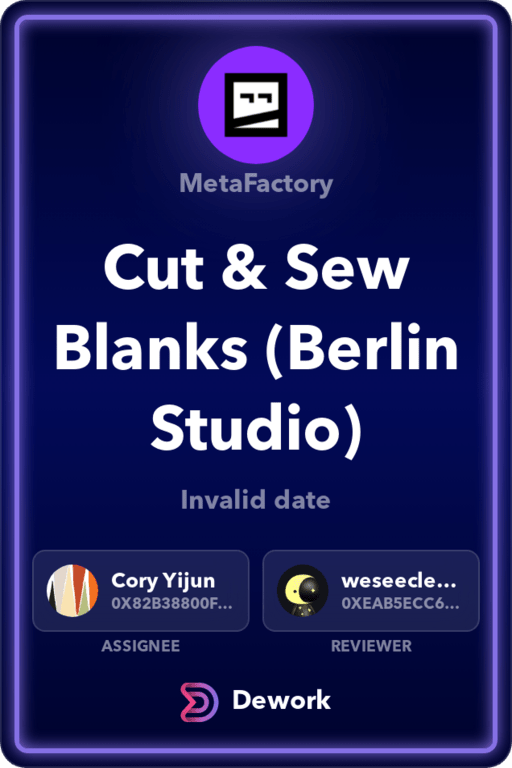 MetaFactory
Cut & Sew
Blanks (Berlin
Studio)
Invalid date
Cory Yijun
0X82B38800F...
weseecle...
0XEAB5ECC6...
ASSIGNEE
REVIEWER
Dework